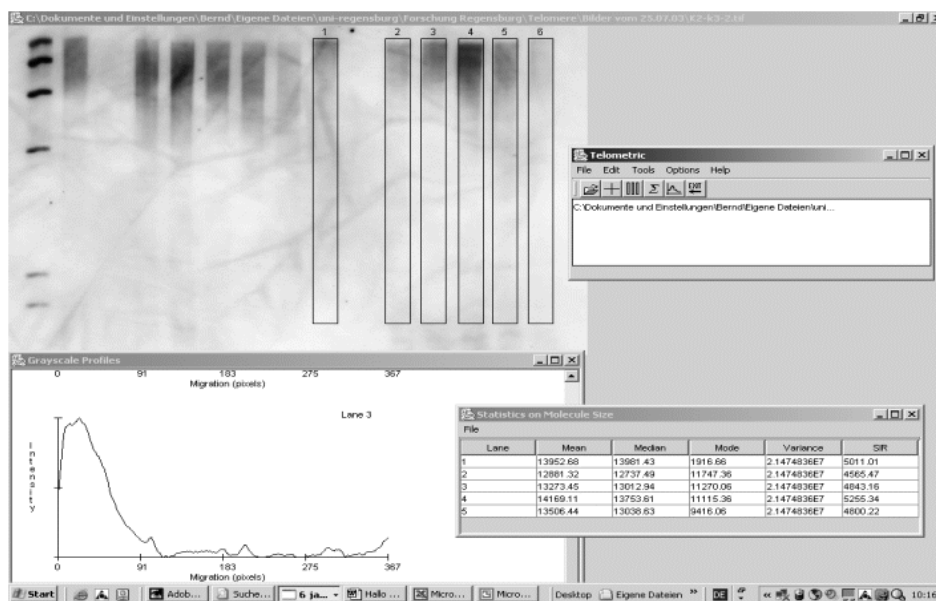 C:\Dokumente und Einstellungen\Bernd\Eigene Dateien\uni-regensburg\Forschung Regensburg\Telomere\Bilder vom 25.07.03\K2-k3-2.tif
1 2 3 4 5 6
Telometric
File Edit Tools Options Help
EXIT
C:\Dokumente und Einstellungen\Bernd\Eigene Dateien\uni...
Grayscale Profiles
0 91 183 275 367
Migration (pixels)
Lane 3
Intensity
0 91 183 275 367
Migration (pixels)
Statistics on Molecule Size
File
Lane Mean Median Mode Variance SIR
1 13952.68 13981.43 1916.66 2.1474836E7 5011.01
2 12881.32 12737.49 11747.36 2.1474836E7 4565.47
3 13273.45 13012.94 11270.06 2.1474836E7 4843.16
4 14169.11 13753.61 11115.36 2.1474836E7 5255.34
5 13506.44 13038.63 9416.06 2.1474836E7 4800.22
Start Adob... Suche... 6 ja... Hallo ... Micro... Micro... Desktop Eigene Dateien » DE « 10:16